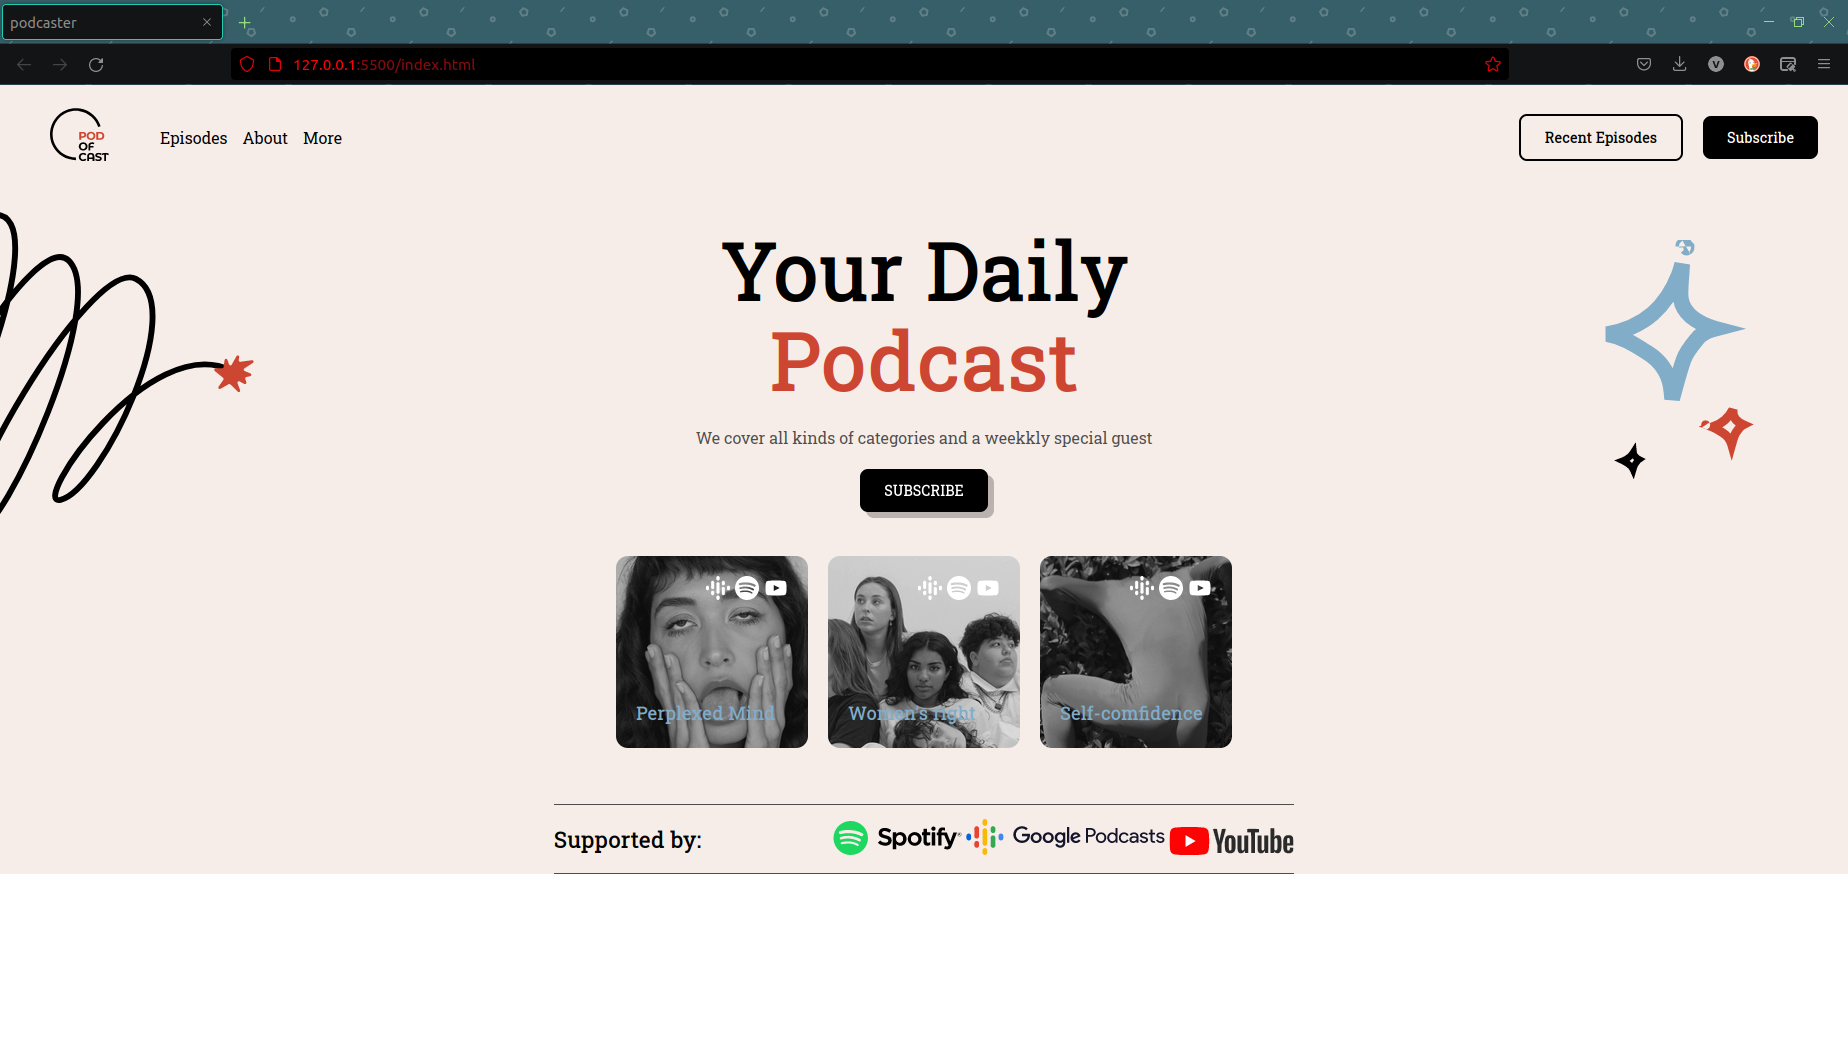 podcaster
127.0.0.1:5500/index.html
V
POD
OF
CAST
Episodes About More
Recent Episodes
Subscribe
Your Daily
Podcast
We cover all kinds of categories and a weekkly special guest
SUBSCRIBE
Perplexed Mind
Women's right
Self-comfidence
Supported by:
Spotify
Google Podcasts
YouTube